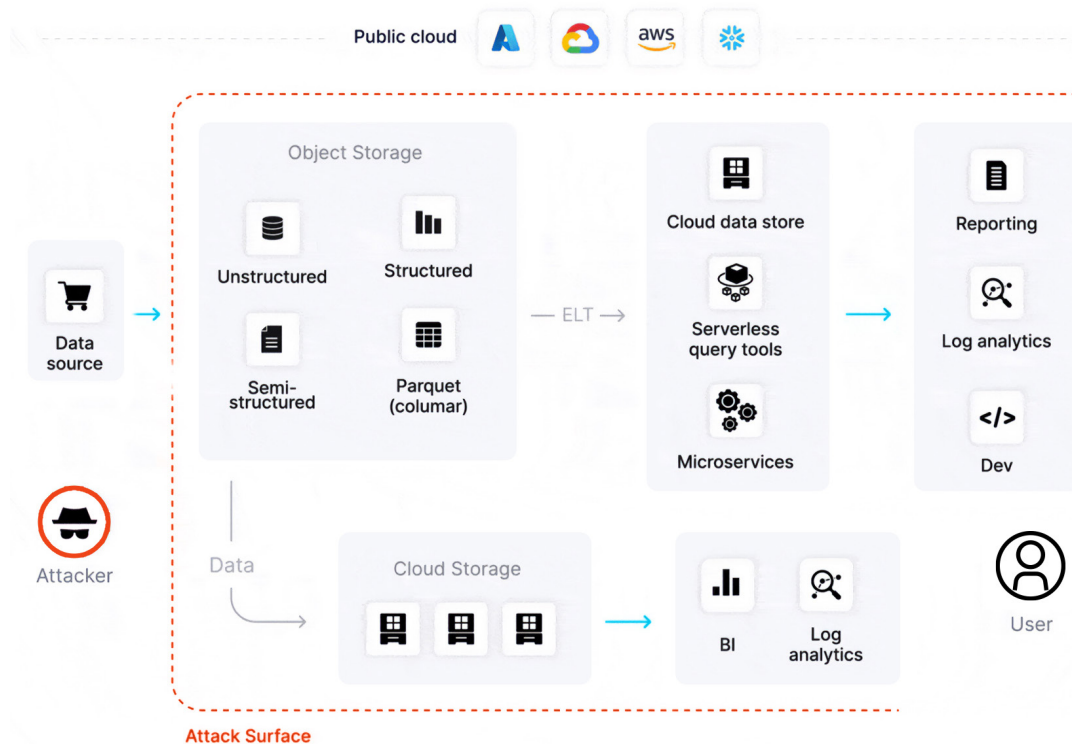 Public cloud
aws
Object Storage
Unstructured
Structured
Semi-
structured
Parquet
(columar)
Data
source
ELT
Cloud data store
Serverless
query tools
Microservices
Reporting
Log analytics
</>
Dev
Attacker
Data
Cloud Storage
BI
Log
analytics
User
Attack Surface